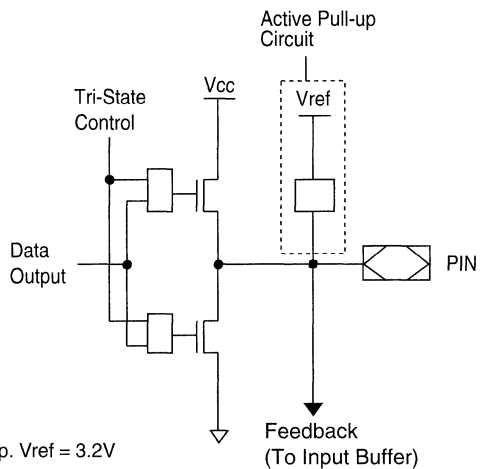 Active Pull-up
Circuit
Vcc
Vref
Tri-State
Control
Data
Output
PIN
Feedback
(To Input Buffer)
p. Vref = 3.2V